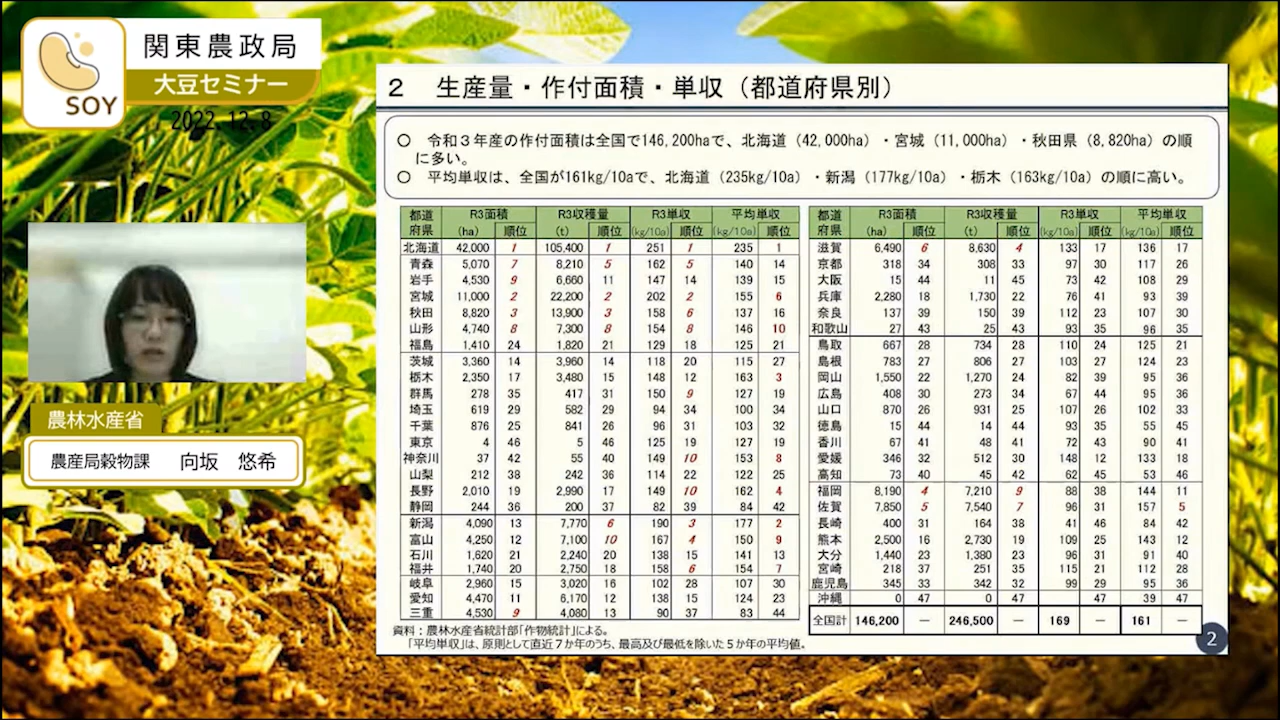 SOY
関東農政局
大豆セミナー
2022.12.8
農林水産省
農産局穀物課 向坂 悠希
2 生産量・作付面積・単収（都道府県別）
○ 令和3年産の作付面積は全国で146,200haで、北海道（42,000ha）・宮城（11,000ha）・秋田県（8,820ha）の順
に多い。
○ 平均単収は、全国が161kg/10aで、北海道（235kg/10a）・新潟（177kg/10a）・栃木（163kg/10a）の順に高い。
都道府県 R3面積 R3収穫量 R3単収 平均単収
（ha） 順位 （t） 順位 (kg/10a) 順位 (kg/10a) 順位
北海道 42,000 1 105,400 1 251 1 235 1
青森 5,070 7 8,210 5 162 5 140 14
岩手 4,530 9 6,660 11 147 14 139 15
宮城 11,000 2 22,200 2 202 2 155 6
秋田 8,820 3 13,900 3 158 6 137 16
山形 4,740 8 7,300 8 154 8 146 10
福島 1,410 24 1,820 21 129 18 125 21
茨城 3,360 14 3,960 14 118 20 115 27
栃木 2,350 17 3,480 15 148 12 163 3
群馬 278 35 417 31 150 9 127 19
埼玉 619 29 582 29 94 34 100 34
千葉 876 25 841 26 96 31 103 32
東京 4 46 5 46 125 19 127 19
神奈川 37 42 55 40 149 10 153 8
山梨 212 38 242 36 114 22 122 25
長野 2,010 19 2,990 17 149 10 162 4
静岡 244 36 200 37 82 39 84 42
新潟 4,090 13 7,770 6 190 3 177 2
富山 4,250 12 7,100 10 167 4 150 9
石川 1,620 21 2,240 20 138 15 141 13
福井 1,740 20 2,750 18 158 6 154 7
岐阜 2,960 15 3,020 16 102 28 107 30
愛知 4,470 11 6,170 12 138 15 124 23
三重 4,530 9 4,080 13 90 37 83 44
都道府県 R3面積 R3収穫量 R3単収 平均単収
（ha） 順位 （t） 順位 (kg/10a) 順位 (kg/10a) 順位
滋賀 6,490 6 8,630 4 133 17 136 17
京都 318 34 308 33 97 30 117 26
大阪 15 44 11 45 73 42 108 29
兵庫 2,280 18 1,730 22 76 41 93 39
奈良 137 39 150 39 112 23 107 30
和歌山 27 43 25 43 93 35 96 35
鳥取 667 28 734 28 110 24 125 21
島根 783 27 806 27 103 27 124 23
岡山 1,550 22 1,270 24 82 39 95 36
広島 408 30 273 34 67 44 95 36
山口 870 26 931 25 107 26 102 33
徳島 15 44 14 44 93 35 55 45
香川 67 41 48 41 72 43 90 41
愛媛 346 32 512 30 148 12 133 18
高知 73 40 45 42 62 45 53 46
福岡 8,190 4 7,210 9 88 38 144 11
佐賀 7,850 5 7,540 7 96 31 157 5
長崎 400 31 164 38 41 46 84 42
熊本 2,500 16 2,730 19 109 25 143 12
大分 1,440 23 1,380 23 96 31 91 40
宮崎 218 37 251 35 115 21 112 28
鹿児島 345 33 342 32 99 29 95 36
沖縄 0 47 0 47 47 39 47
全国計 146,200 － 246,500 － 169 － 161 －
資料：農林水産省統計部「作物統計」による。
「平均単収」は、原則として直近7か年のうち、最高及び最低を除いた5か年の平均値。
2